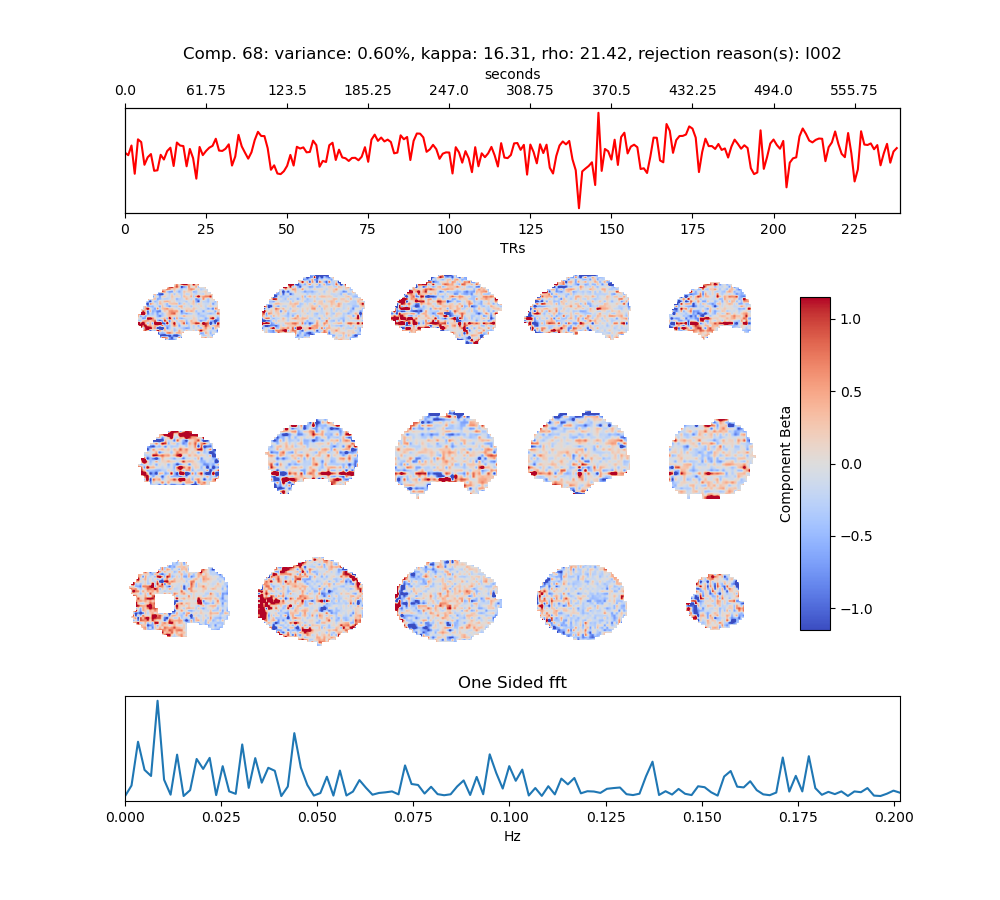 Comp. 68: variance: 0.60%, kappa: 16.31, rho: 21.42, rejection reason(s): I002
seconds
0.0 61.75 123.5 185.25 247.0 308.75 370.5 432.25 494.0 555.75
0 25 50 75 100 125 150 175 200 225
TRs
1.0
0.5
0.0
−0.5
−1.0
Component Beta
One Sided fft
0.000 0.025 0.050 0.075 0.100 0.125 0.150 0.175 0.200
Hz